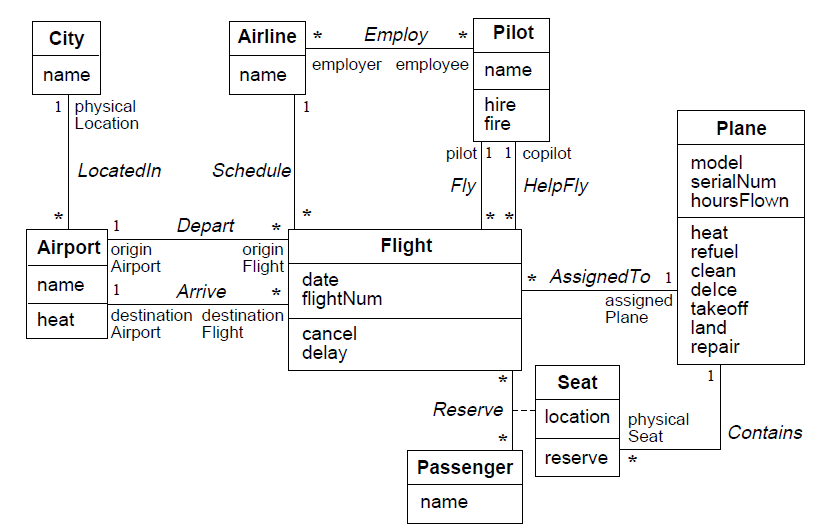 City
name
1
physical
Location
LocatedIn
*
Airline
name
1
Schedule
*
*
Employ
*
employer
employee
Pilot
name
hire
fire
pilot
1
1
copilot
Fly
HelpFly
*
*
Plane
model
serialNum
hoursFlown
heat
refuel
clean
deIce
takeoff
land
repair
Airport
name
heat
1
Depart
*
origin
Airport
origin
Flight
1
Arrive
*
destination
Airport
destination
Flight
Flight
date
flightNum
cancel
delay
*
AssignedTo
1
assigned
Plane
*
Reserve
*
Seat
location
reserve
physical
Seat
*
1
Contains
Passenger
name